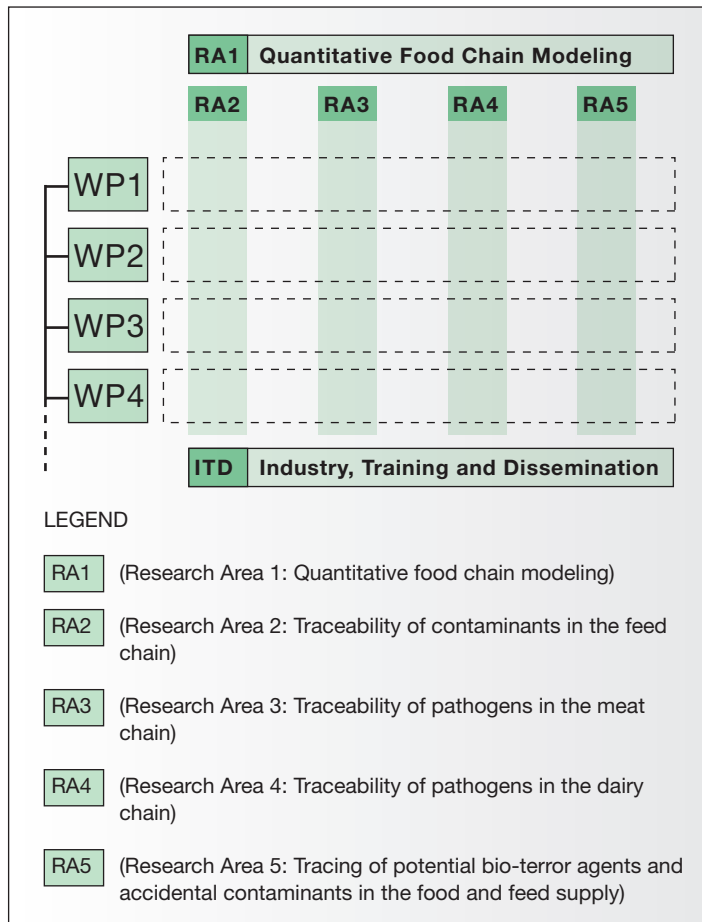 RA1 Quantitative Food Chain Modeling
RA2 RA3 RA4 RA5
WP1
WP2
WP3
WP4
ITD Industry, Training and Dissemination
LEGEND
RA1 (Research Area 1: Quantitative food chain modeling)
RA2 (Research Area 2: Traceability of contaminants in the feed
chain)
RA3 (Research Area 3: Traceability of pathogens in the meat
chain)
RA4 (Research Area 4: Traceability of pathogens in the dairy
chain)
RA5 (Research Area 5: Tracing of potential bio-terror agents and
accidental contaminants in the food and feed supply)